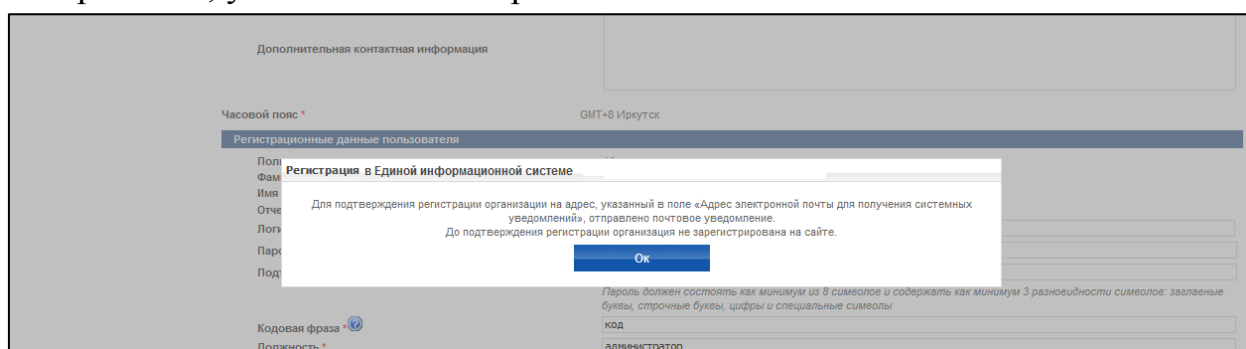 Дополнительная контактная информация
Часовой пояс * GMT+8 Иркутск
Регистрационные данные пользователя
Регистрация в Единой информационной системе
Имя
Для подтверждения регистрации организации на адрес, указанный в поле «Адрес электронной почты для получения системных
уведомлений», отправлено почтовое уведомление.
До подтверждения регистрации организация не зарегистрирована на сайте.
Ок
Пароль должен состоять как минимум из 8 символов и содержать как минимум 3 разновидности символов: заглавные
буквы, строчные буквы, цифры и специальные символы
Кодовая фраза * код
Должность * администратор